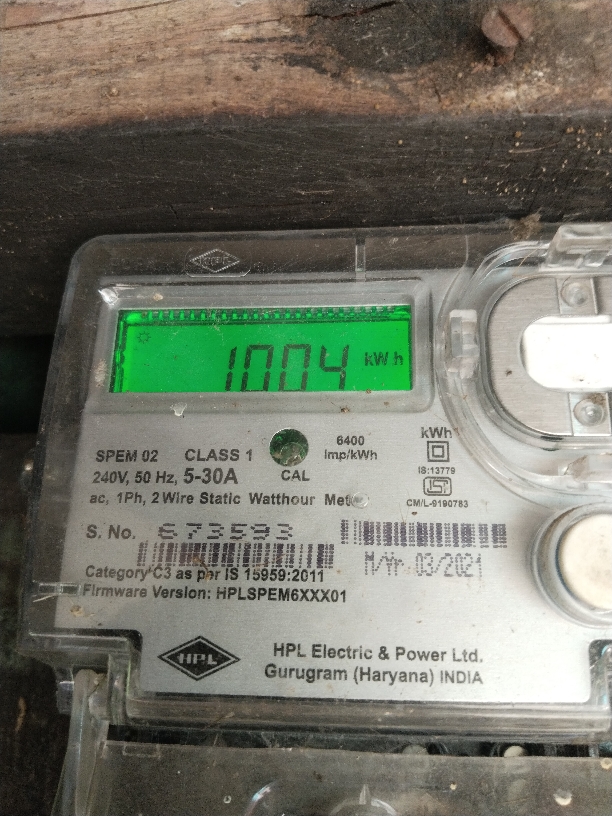 1004 kWh
SPEM 02 CLASS 1
6400
Imp/kWh
kWh
240V, 50 Hz, 5-30A
CAL
IS:13779
ac, 1Ph, 2 Wire Static Watthour Meter
CM/L-9190783
S. No. 673593
M/Yr 03/2021
Category C3 as per IS 15959:2011
Firmware Version: HPLSPEM6XXX01
HPL
HPL Electric & Power Ltd.
Gurugram (Haryana) INDIA